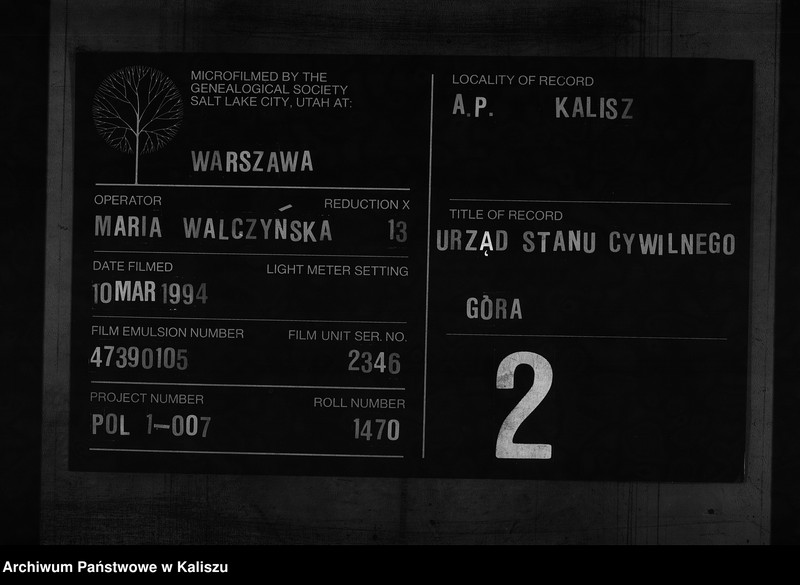 MICROFILMED BY THE
GENEALOGICAL SOCIETY
SALT LAKE CITY, UTAH AT:
WARSZAWA
OPERATOR REDUCTION X
MARIA WALCZYŃSKA 13
DATE FILMED LIGHT METER SETTING
10 MAR 1994
FILM EMULSION NUMBER FILM UNIT SER. NO.
47390105 2346
PROJECT NUMBER ROLL NUMBER
POL 1-007 1470
LOCALITY OF RECORD
A.P. KALISZ
TITLE OF RECORD
URZĄD STANU CYWILNEGO
GÒRA
2
Archiwum Państwowe w Kaliszu